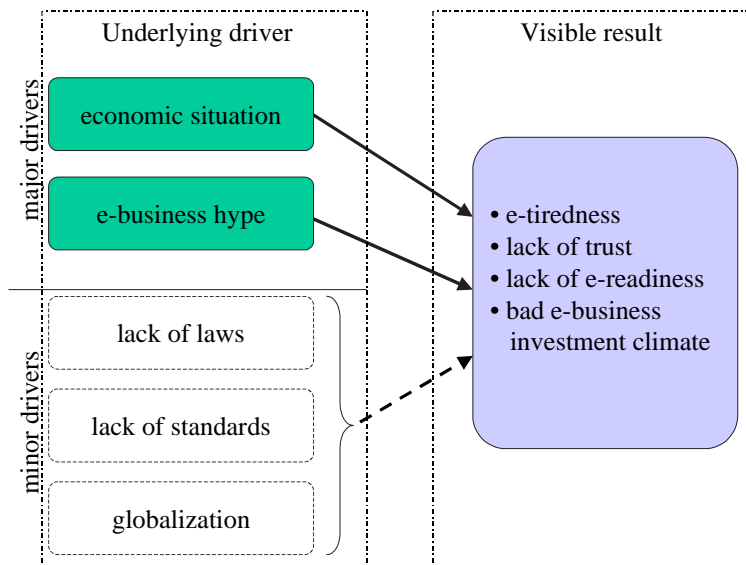 Underlying driver
major drivers
economic situation
e-business hype
minor drivers
lack of laws
lack of standards
globalization
Visible result
• e-tiredness
• lack of trust
• lack of e-readiness
• bad e-business
investment climate